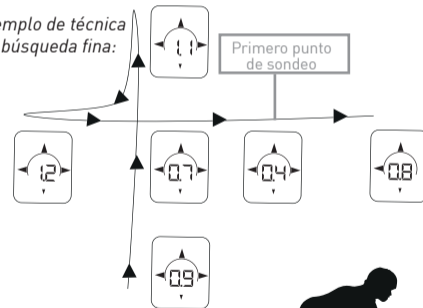 emplo de técnica
búsqueda fina:
1.1
Primero punto
de sondeo
1.2
0.7
0.4
0.8
0.9